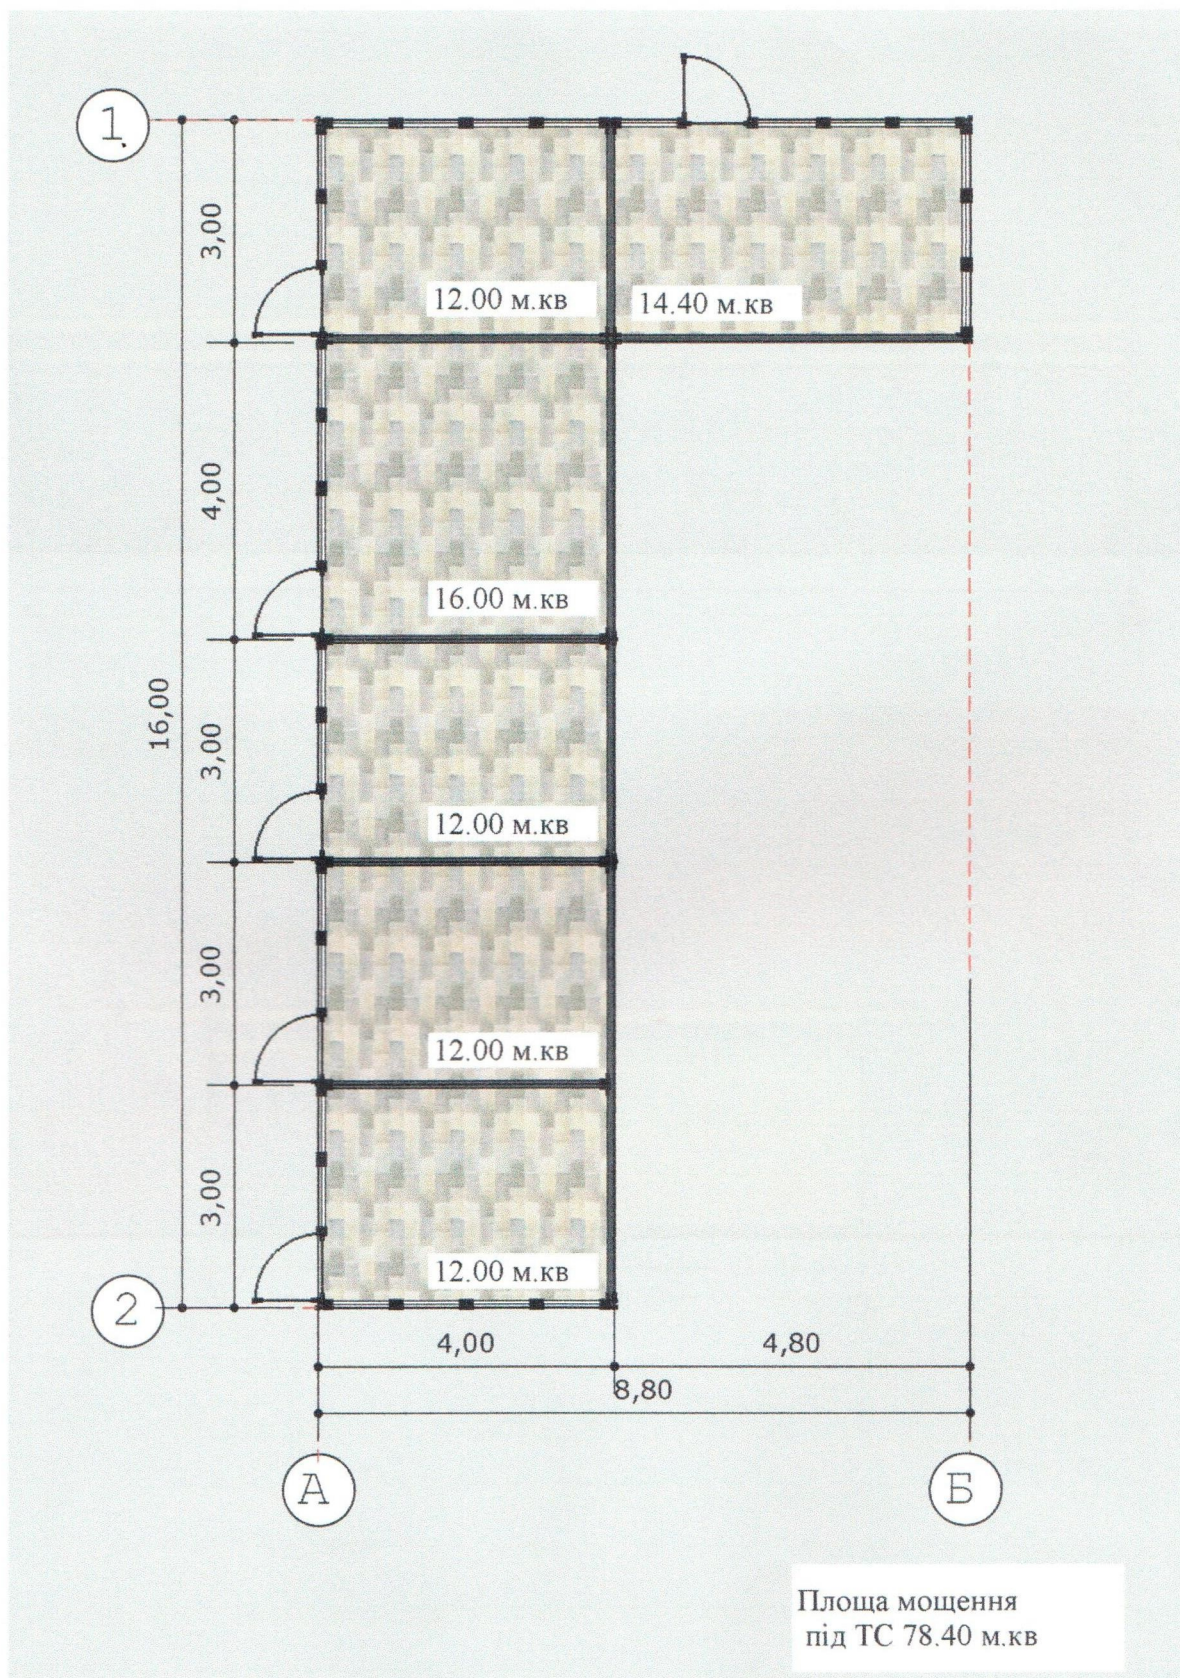 1
3,00
12.00 м.кв
14.40 м.кв
4,00
16.00 м.кв
16,00
3,00
12.00 м.кв
3,00
12.00 м.кв
3,00
12.00 м.кв
2
4,00
4,80
8,80
А
Б
Площа мощення
під ТС 78.40 м.кв